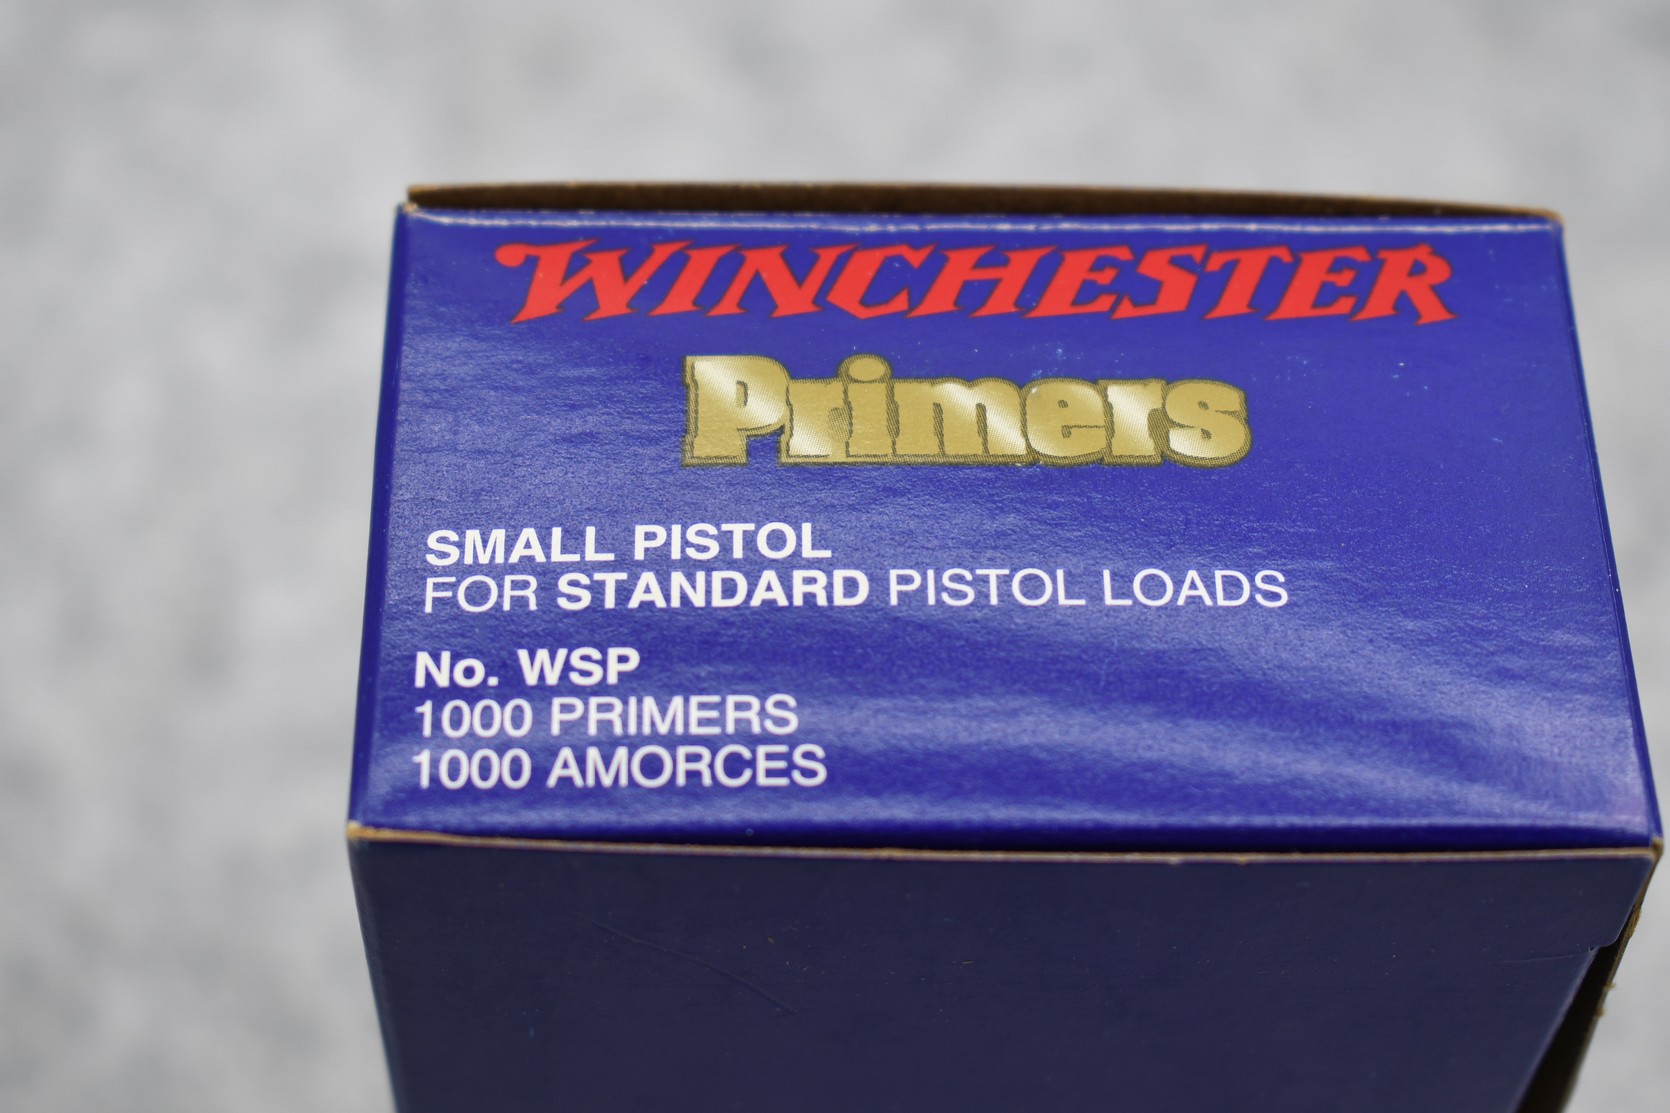 WINCHESTER
Primers
SMALL PISTOL
FOR STANDARD PISTOL LOADS
No. WSP
1000 PRIMERS
1000 AMORCES